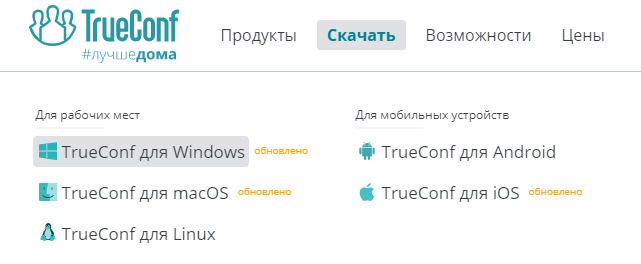 TrueConf
#лучшедома
Продукты Скачать Возможности Цены
Для рабочих мест
TrueConf для Windows обновлено
TrueConf для macOS обновлено
TrueConf для Linux
Для мобильных устройств
TrueConf для Android
TrueConf для iOS обновлено